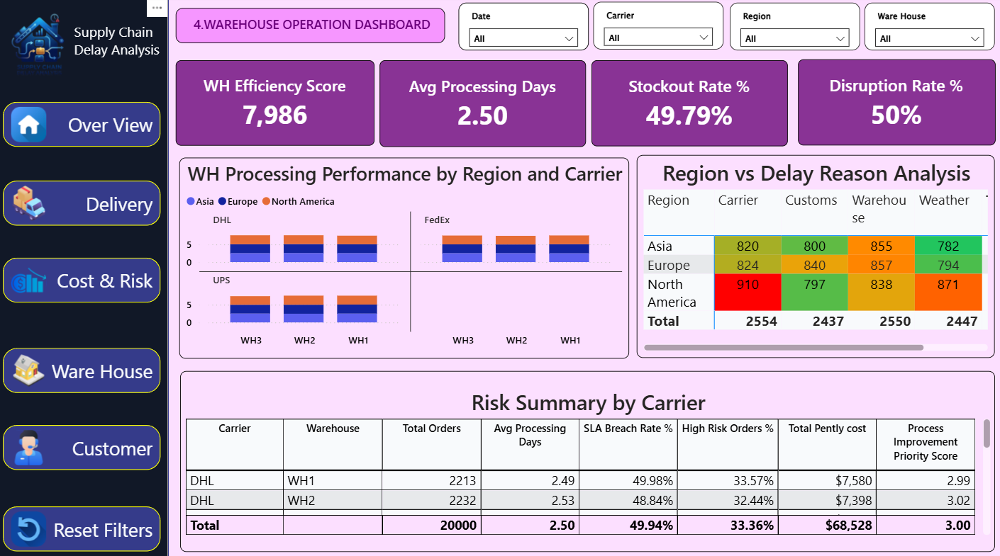 Supply Chain
Delay Analysis
SUPPLY CHAIN
Over View
Delivery
Cost & Risk
Ware House
Customer
Reset Filters
4.WAREHOUSE OPERATION DASHBOARD
Date
All
Carrier
All
Region
All
Ware House
All
WH Efficiency Score
7,986
Avg Processing Days
2.50
Stockout Rate %
49.79%
Disruption Rate %
50%
WH Processing Performance by Region and Carrier
Asia Europe North America
DHL
FedEx
5
0
UPS
5
0
WH3 WH2 WH1 WH3 WH2 WH1
Region vs Delay Reason Analysis
Region Carrier Customs Warehou
se Weather
Asia 820 800 855 782
Europe 824 840 857 794
North
America 910 797 838 871
Total 2554 2437 2550 2447
Risk Summary by Carrier
Carrier Warehouse Total Orders Avg Processing
Days SLA Breach Rate % High Risk Orders % Total Pently cost Process
Improvement
Priority Score
DHL WH1 2213 2.49 49.98% 33.57% $7,580 2.99
DHL WH2 2232 2.53 48.84% 32.44% $7,398 3.02
Total 20000 2.50 49.94% 33.36% $68,528 3.00